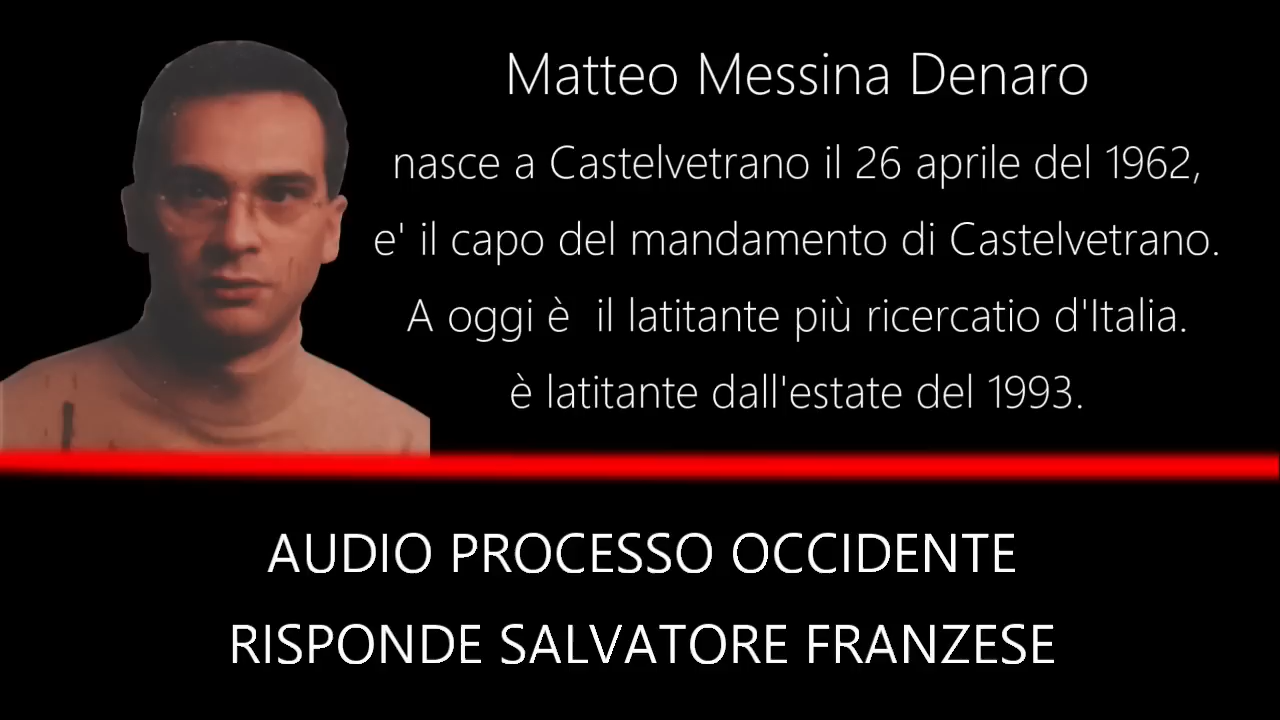 Matteo Messina Denaro
nasce a Castelvetrano il 26 aprile del 1962,
e' il capo del mandamento di Castelvetrano.
A oggi è  il latitante più ricercatio d'Italia.
è latitante dall'estate del 1993.
AUDIO PROCESSO OCCIDENTE
RISPONDE SALVATORE FRANZESE